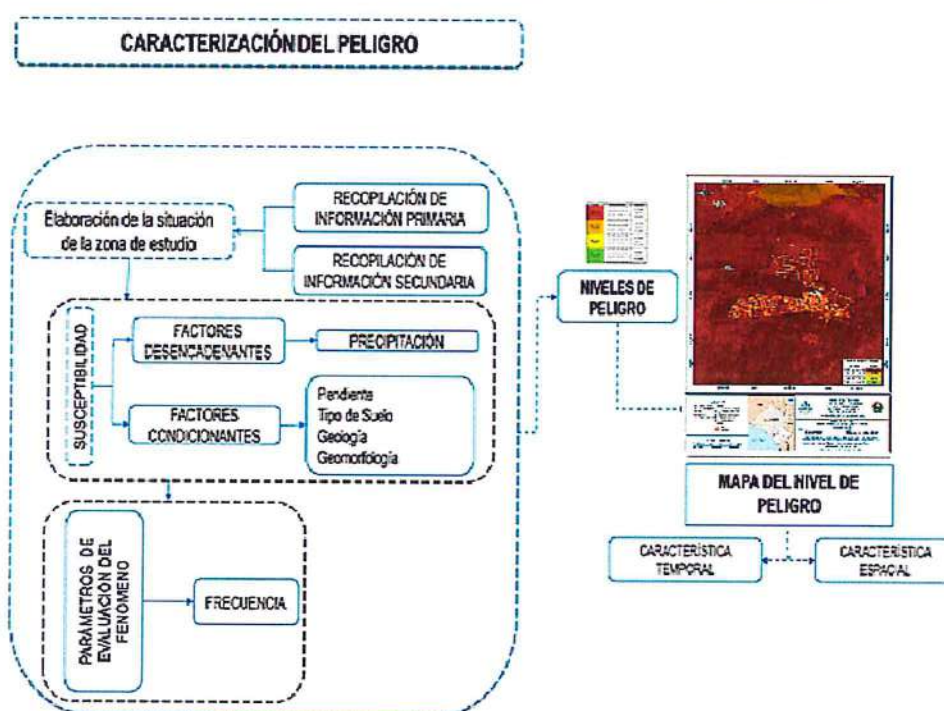 CARACTERIZACIÓN DEL PELIGRO
Elaboración de la situación
de la zona de estudio
RECOPILACIÓN DE
INFORMACIÓN PRIMARIA
RECOPILACIÓN DE
INFORMACIÓN SECUNDARIA
SUSCEPTIBILIDAD
FACTORES
DESENCADENANTES
PRECIPITACIÓN
FACTORES
CONDICIONANTES
Pendiente
Tipo de Suelo
Geología
Geomorfología
PARÁMETROS DE
EVALUACIÓN DEL
FENÓMENO
FRECUENCIA
NIVELES DE
PELIGRO
MAPA DEL NIVEL DE
PELIGRO
CARACTERÍSTICA
TEMPORAL
CARACTERÍSTICA
ESPACIAL